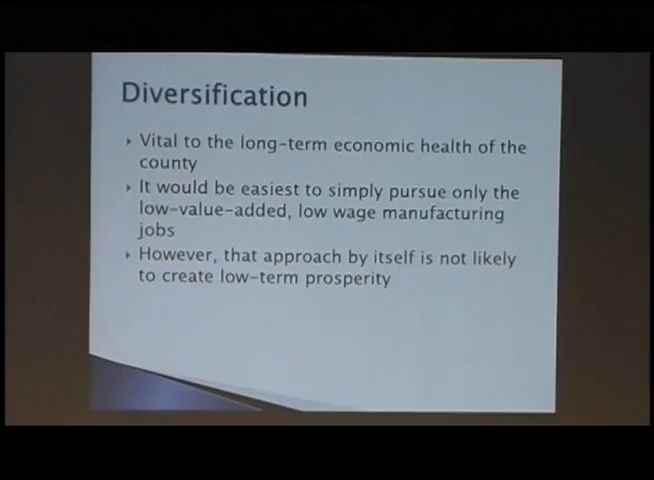 Diversification
Vital to the long-term economic health of the
county
It would be easiest to simply pursue only the
low-value-added, low wage manufacturing
jobs
However, that approach by itself is not likely
to create low-term prosperity